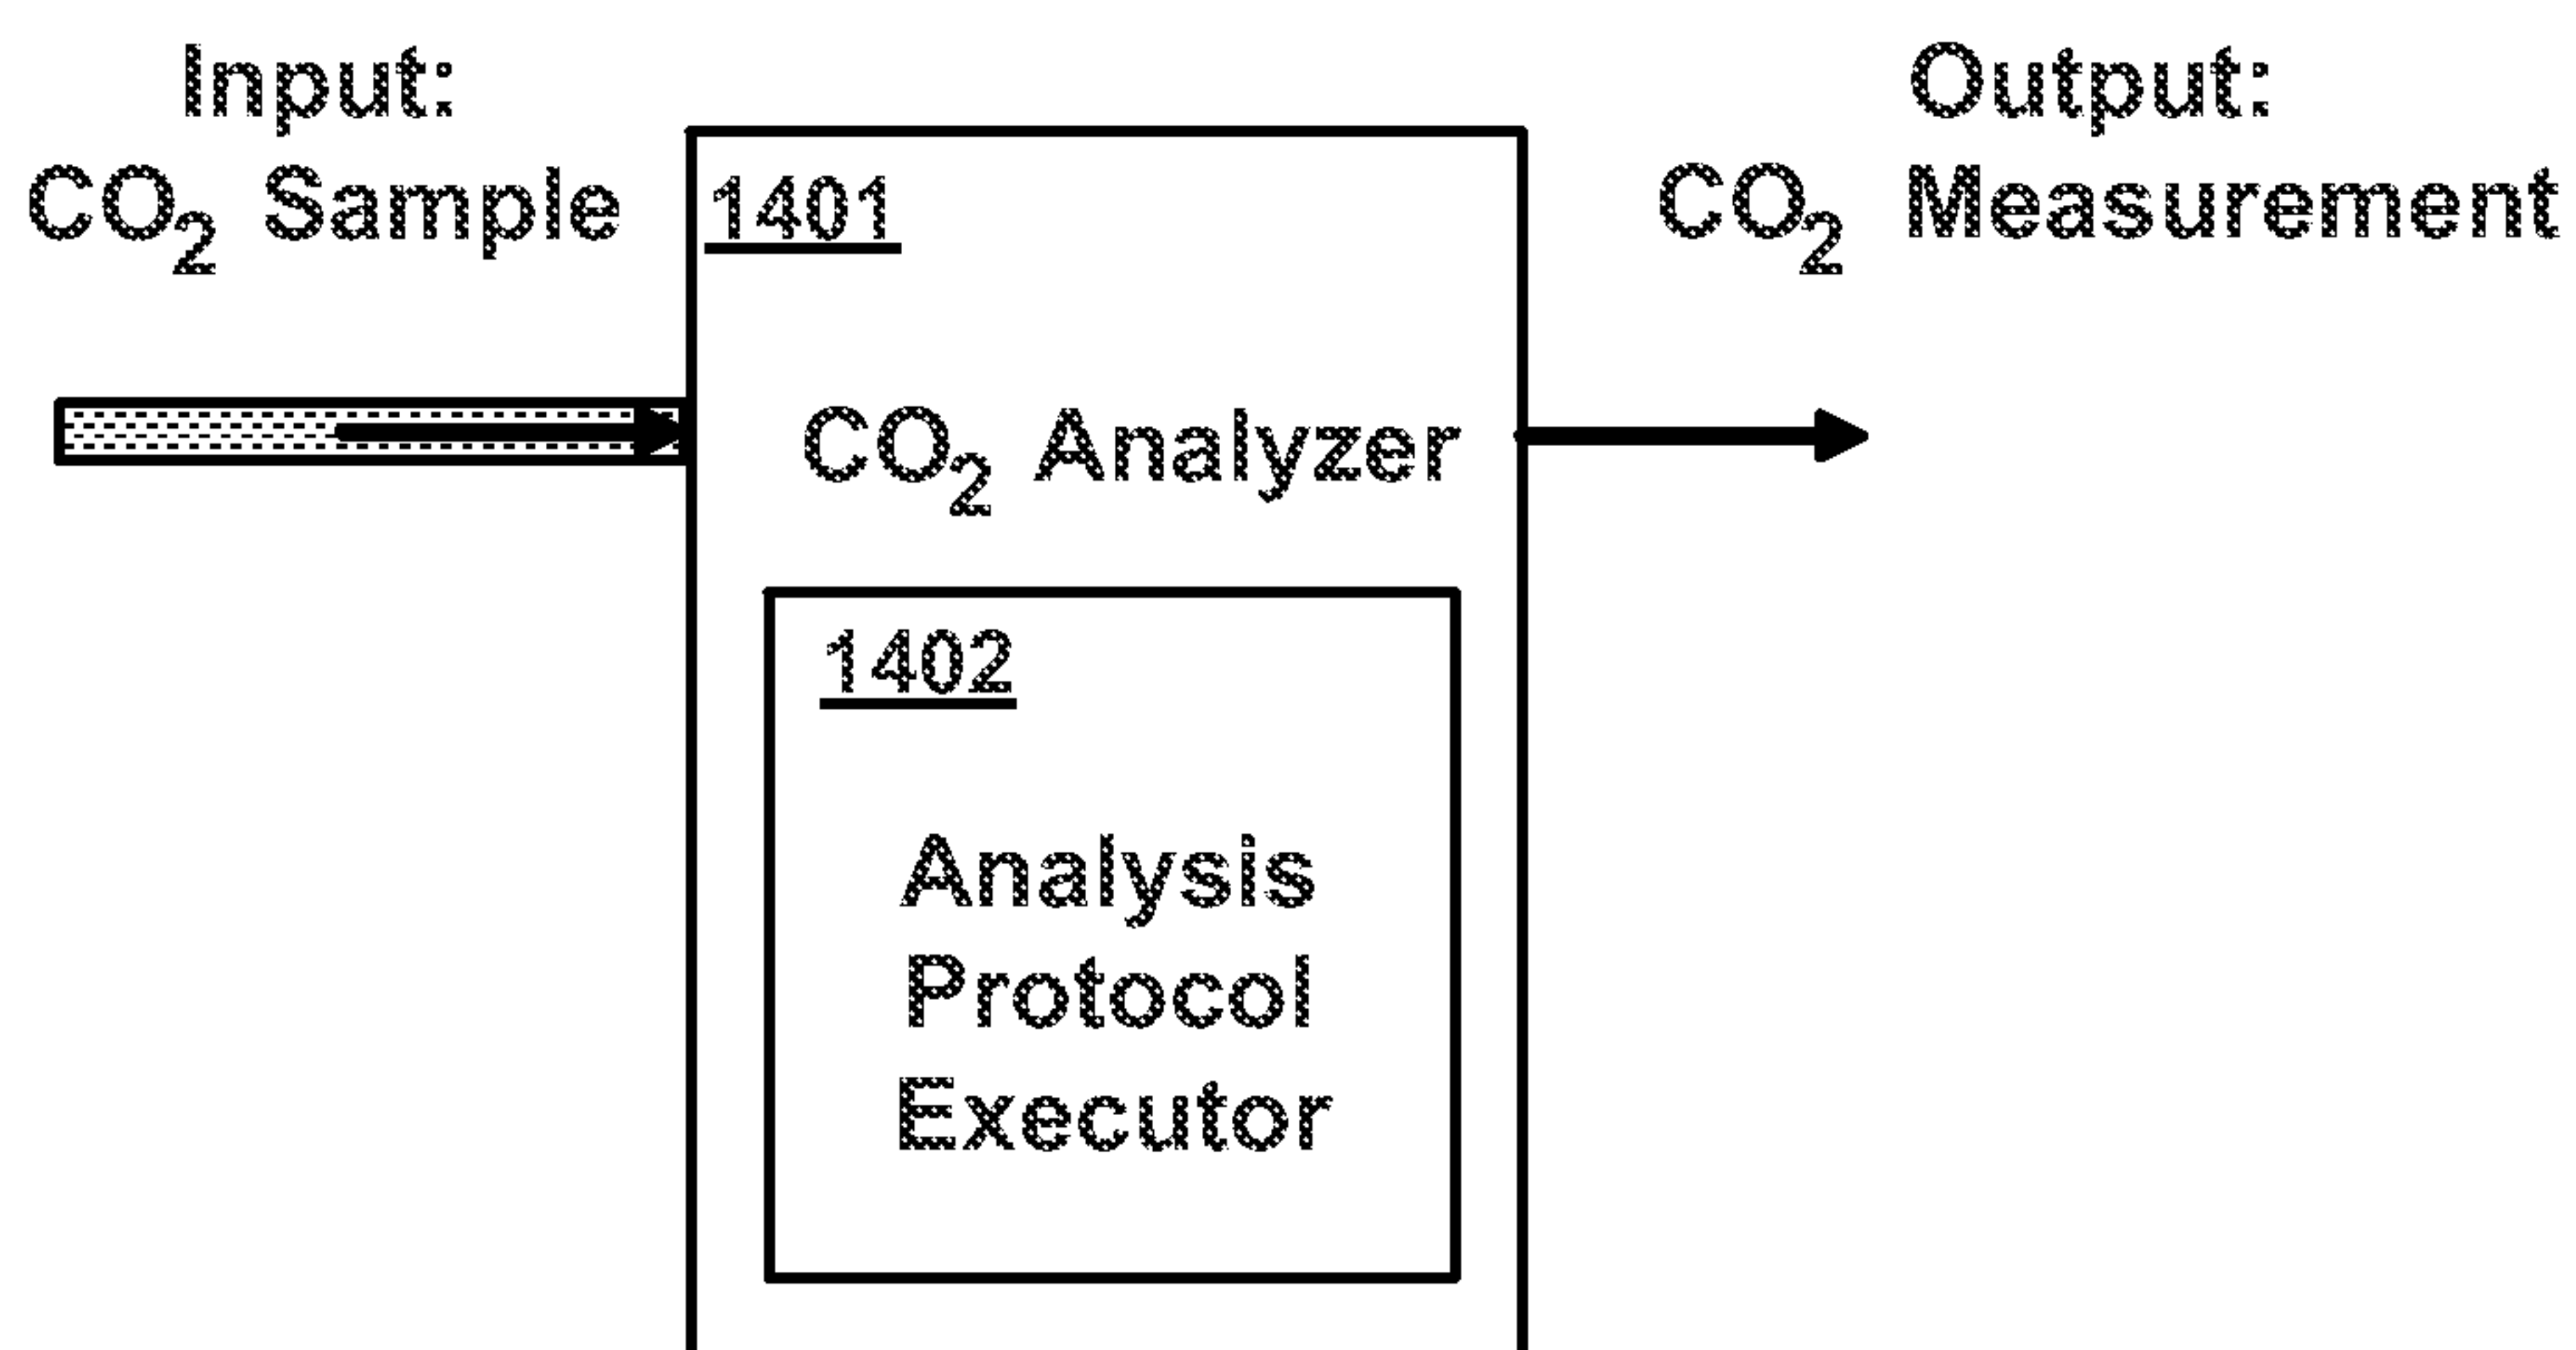 Input:
CO₂ Sample
1401
CO₂ Analyzer
1402
Analysis
Protocol
Executor
Output:
CO₂ Measurement